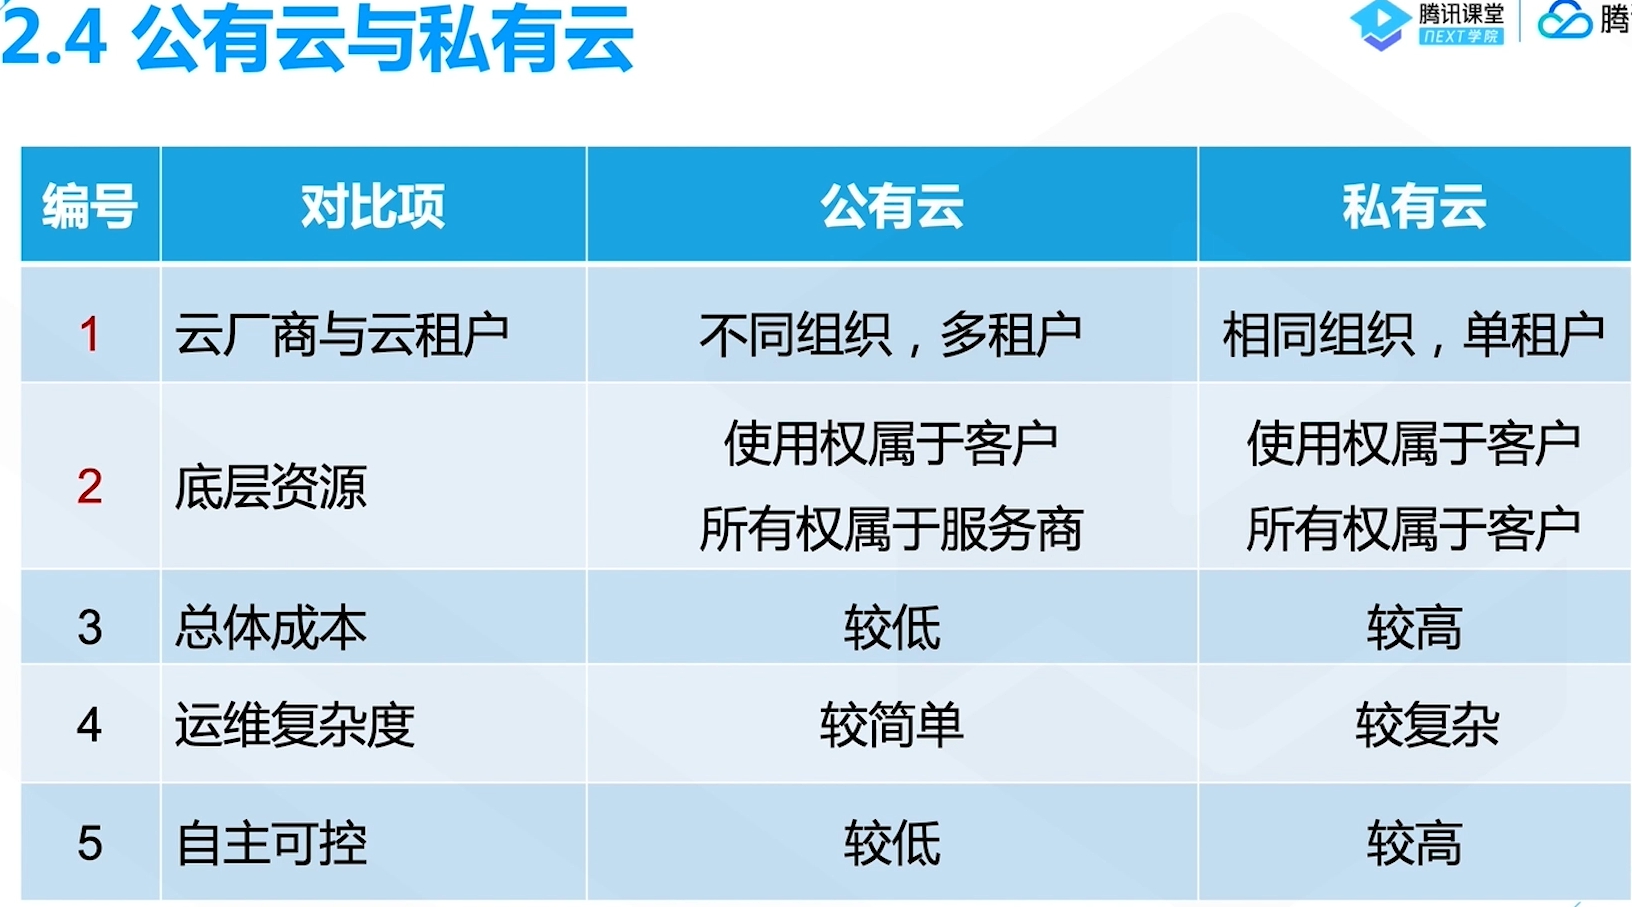 2.4 公有云与私有云
腾讯课堂
NEXT学院
腾
编号 对比项 公有云 私有云
1 云厂商与云租户 不同组织，多租户 相同组织，单租户
2 底层资源 使用权属于客户 所有权属于服务商 使用权属于客户 所有权属于客户
3 总体成本 较低 较高
4 运维复杂度 较简单 较复杂
5 自主可控 较低 较高